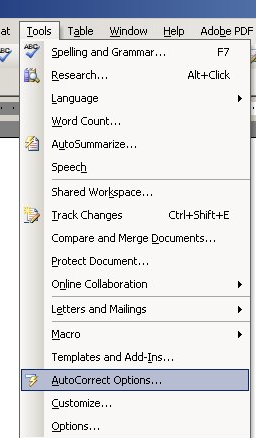 at Tools Table Window Help Adobe PDF
Spelling and Grammar... F7
Research... Alt+Click
Language
Word Count...
AutoSummarize...
Speech
Shared Workspace...
Track Changes Ctrl+Shift+E
Compare and Merge Documents...
Protect Document...
Online Collaboration
Letters and Mailings
Macro
Templates and Add-Ins...
AutoCorrect Options...
Customize...
Options...